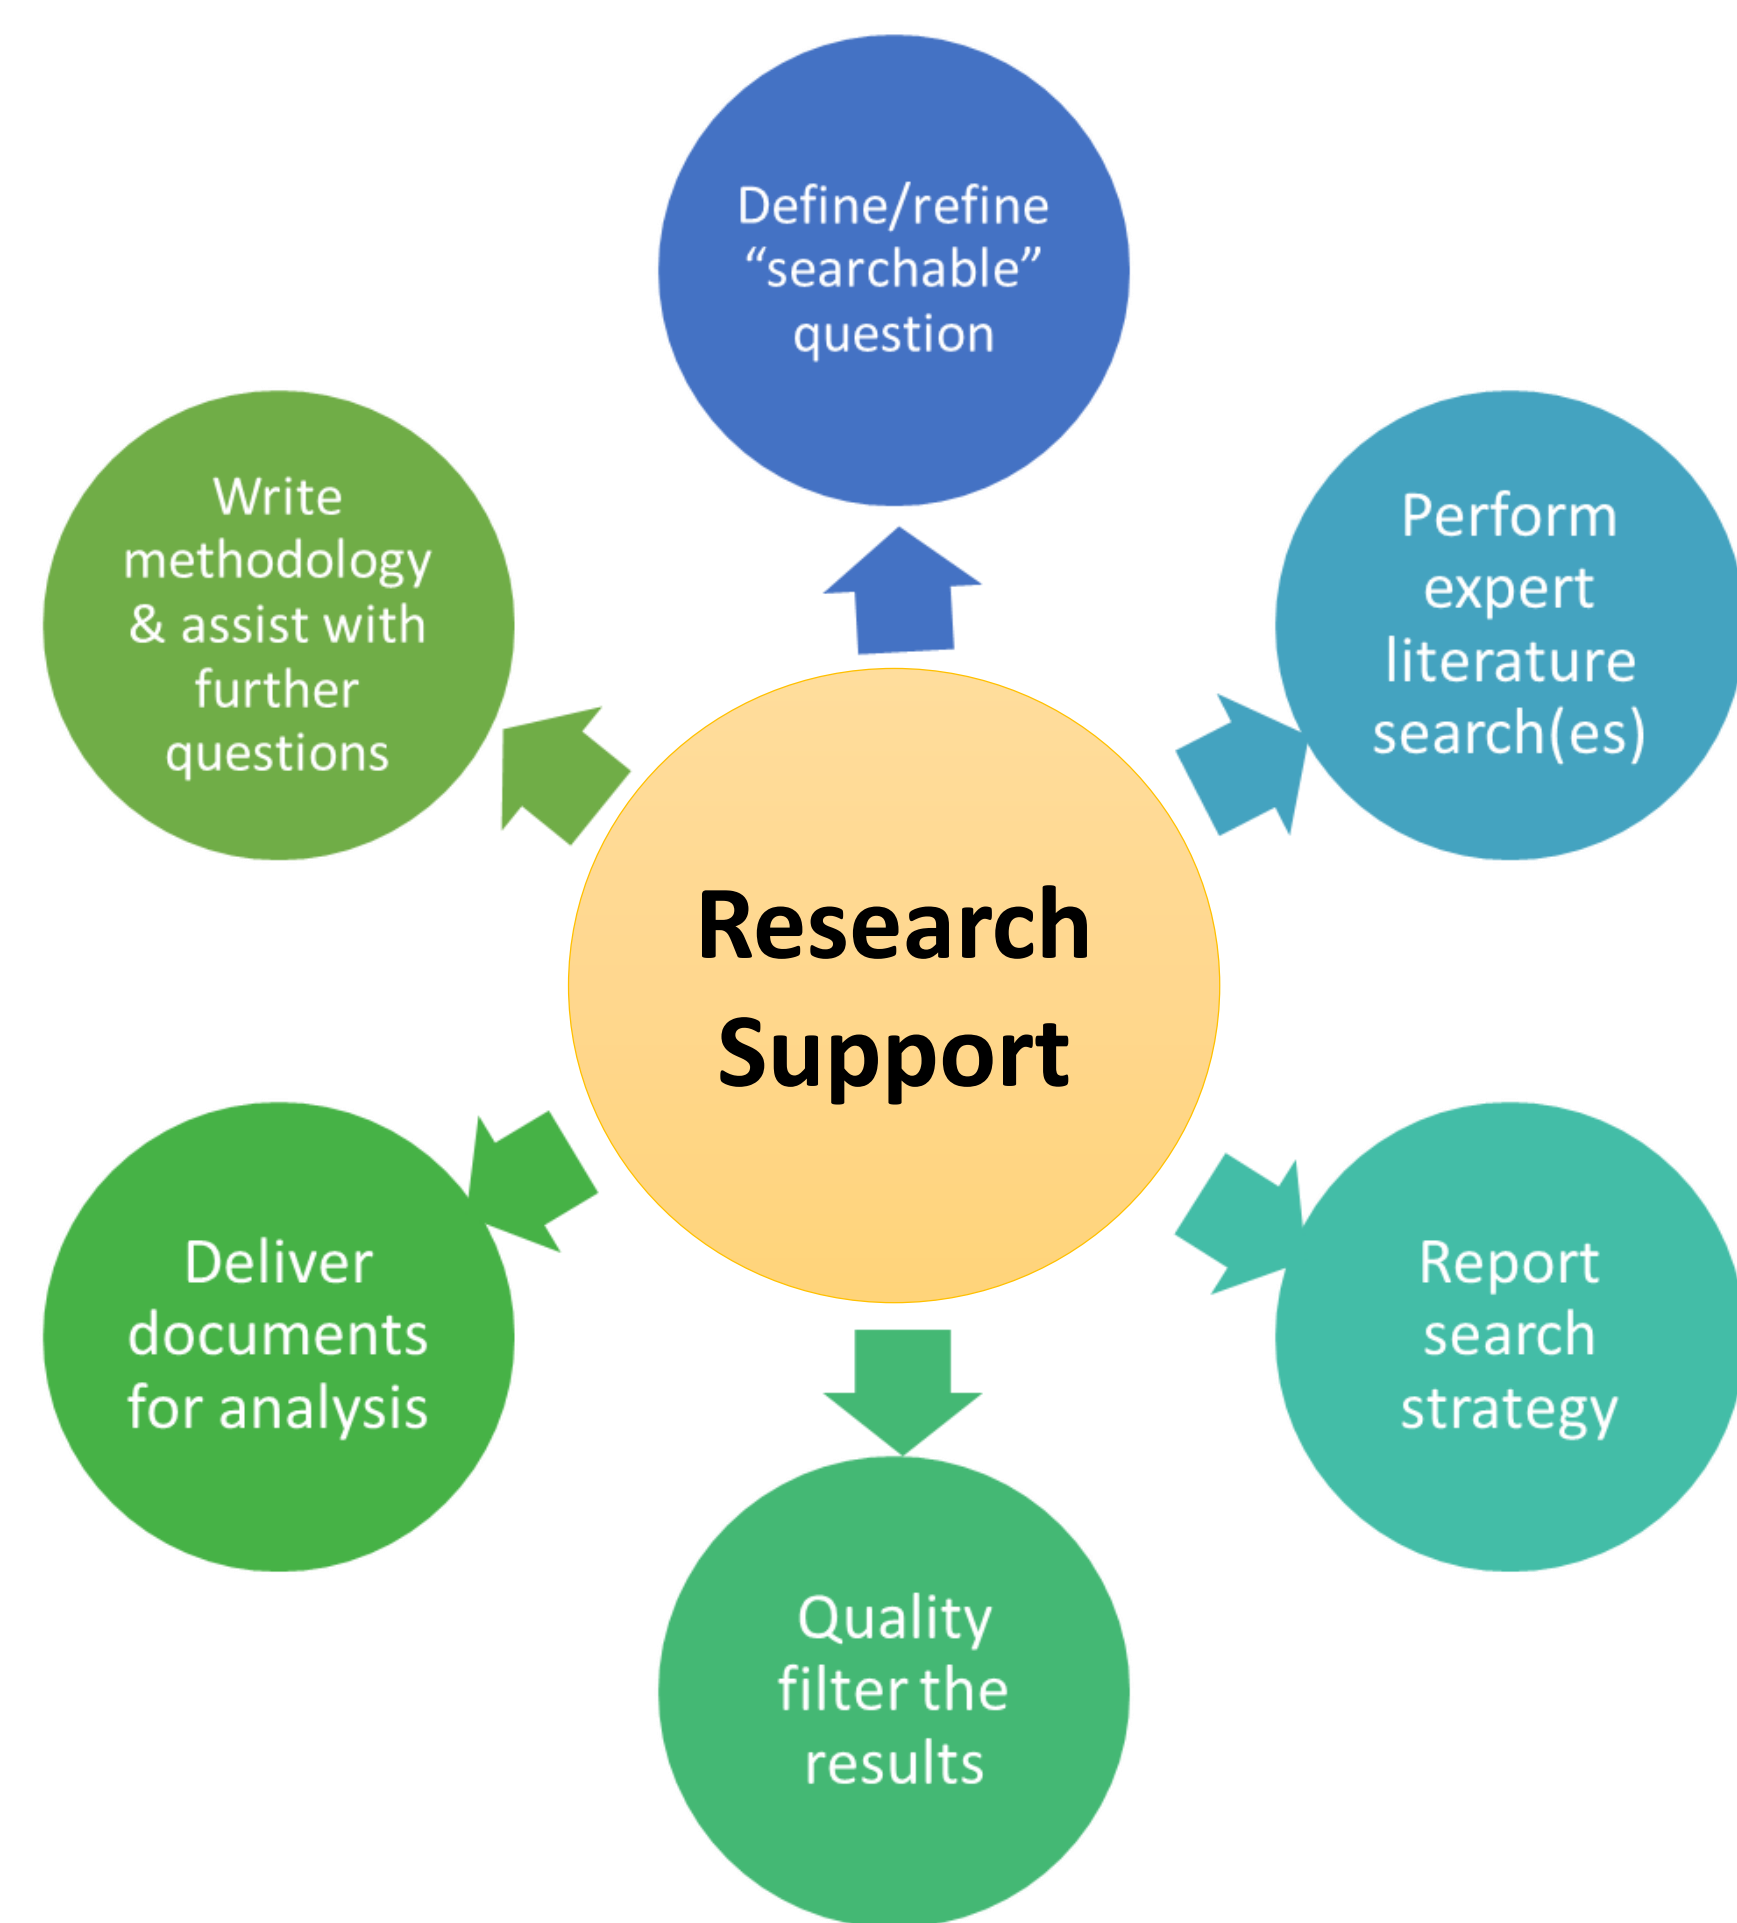 Define/refine
“searchable”
question
Perform
expert
literature
search(es)
Report
search
strategy
Quality
filter the
results
Deliver
documents
for analysis
Write
methodology
& assist with
further
questions
Research
Support